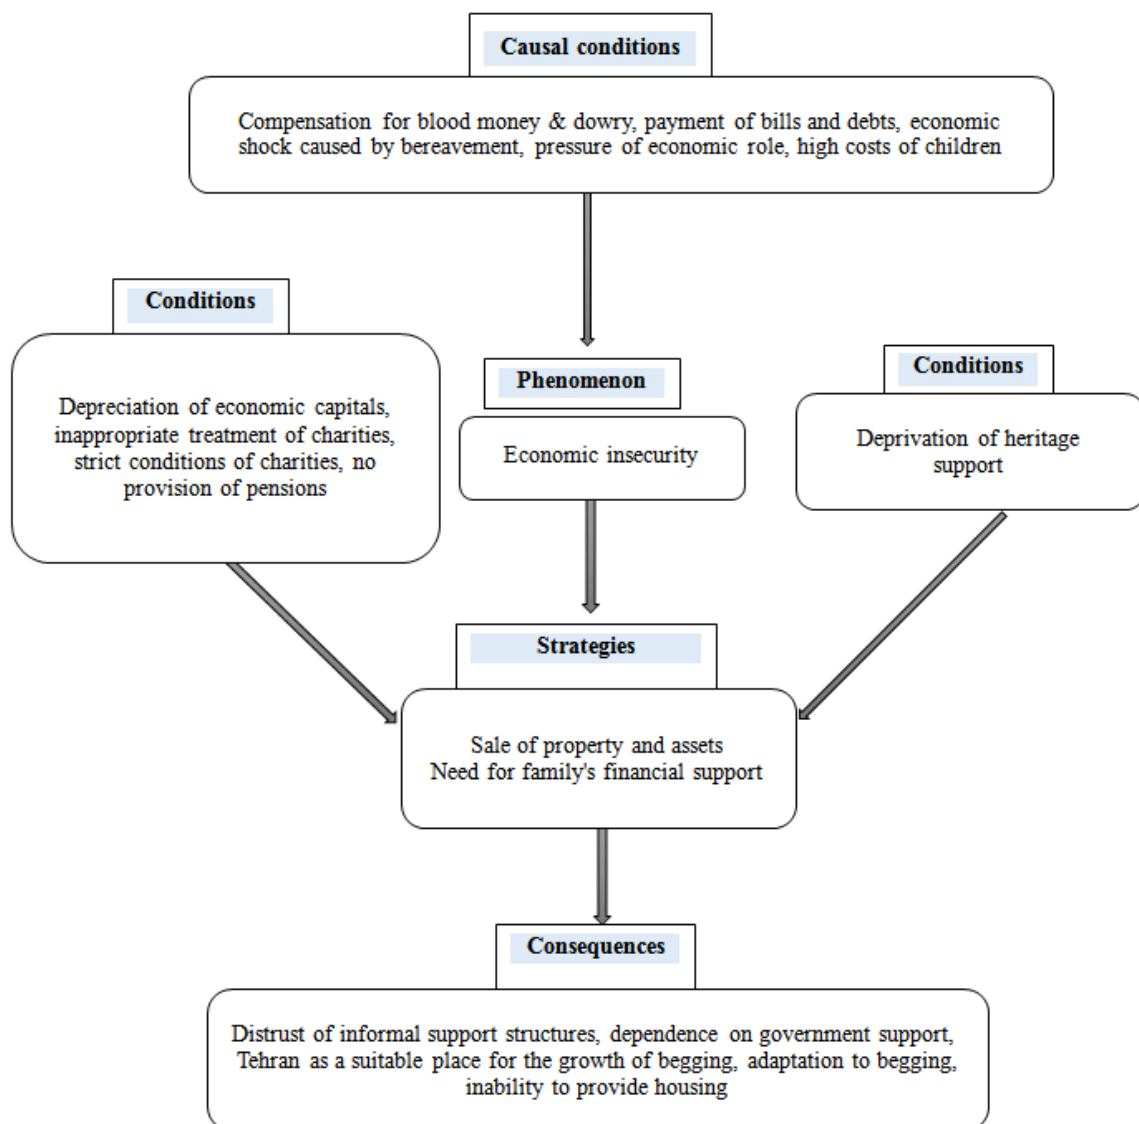 Causal conditions
Compensation for blood money & dowry, payment of bills and debts, economic
shock caused by bereavement, pressure of economic role, high costs of children
Conditions
Depreciation of economic capitals,
inappropriate treatment of charities,
strict conditions of charities, no
provision of pensions
Phenomenon
Economic insecurity
Conditions
Deprivation of heritage
support
Strategies
Sale of property and assets
Need for family's financial support
Consequences
Distrust of informal support structures, dependence on government support,
Tehran as a suitable place for the growth of begging, adaptation to begging,
inability to provide housing